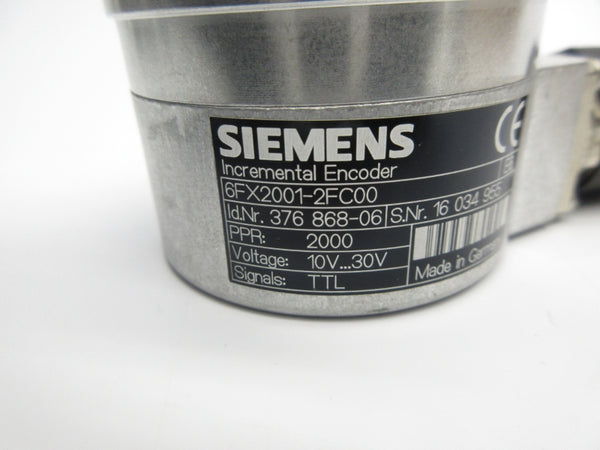 SIEMENS CE
Incremental Encoder
6FX2001-2FC00
Id.Nr. 376 868-06 S.Nr. 16 034 955
PPR: 2000
Voltage: 10V...30V
Signals: TTL
Made in Germany